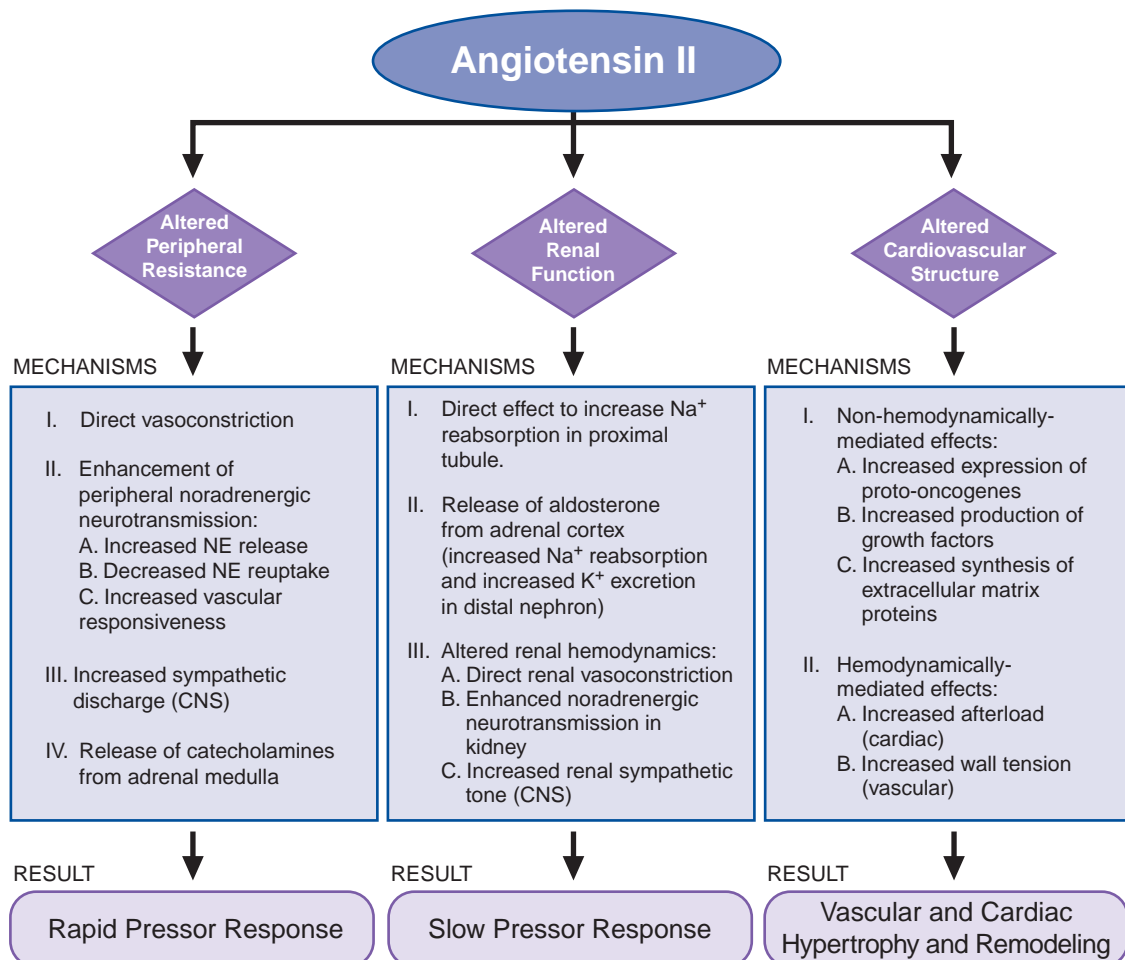 Angiotensin II
Altered
Peripheral
Resistance
Altered
Renal
Function
Altered
Cardiovascular
Structure
MECHANISMS
I. Direct vasoconstriction
II. Enhancement of
peripheral noradrenergic
neurotransmission:
A. Increased NE release
B. Decreased NE reuptake
C. Increased vascular
responsiveness
III. Increased sympathetic
discharge (CNS)
IV. Release of catecholamines
from adrenal medulla
MECHANISMS
I. Direct effect to increase Na⁺
reabsorption in proximal
tubule.
II. Release of aldosterone
from adrenal cortex
(increased Na⁺ reabsorption
and increased K⁺ excretion
in distal nephron)
III. Altered renal hemodynamics:
A. Direct renal vasoconstriction
B. Enhanced noradrenergic
neurotransmission in
kidney
C. Increased renal sympathetic
tone (CNS)
MECHANISMS
I. Non-hemodynamically-
mediated effects:
A. Increased expression of
proto-oncogenes
B. Increased production of
growth factors
C. Increased synthesis of
extracellular matrix
proteins
II. Hemodynamically-
mediated effects:
A. Increased afterload
(cardiac)
B. Increased wall tension
(vascular)
RESULT
Rapid Pressor Response
RESULT
Slow Pressor Response
RESULT
Vascular and Cardiac
Hypertrophy and Remodeling